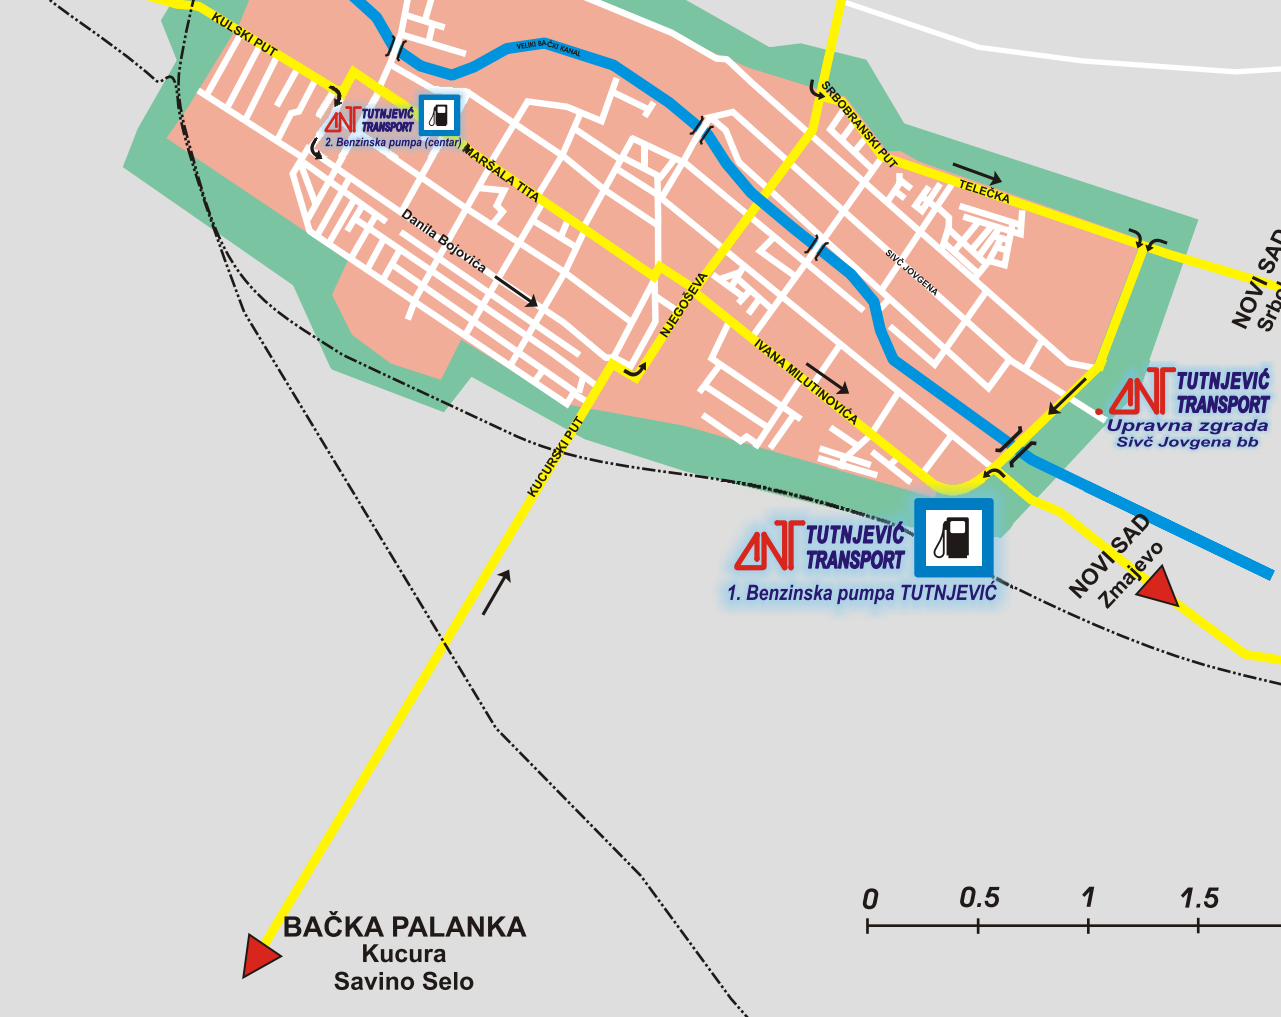 KULSKI PUT
VELIKI BAČKI KANAL
SRBOBRANSKI PUT
TUTNJEVIĆ
TRANSPORT
2. Benzinska pumpa (centar)
MARŠALA TITA
TELEČKA
Danila Bojovića
SIVČ JOVGENA
NOVI SAD
NJEGOŠEVA
IVANA MILUTINOVIĆA
TUTNJEVIĆ
TRANSPORT
Upravna zgrada
Sivč Jovgena bb
KUCURSKI PUT
TUTNJEVIĆ
TRANSPORT
1. Benzinska pumpa TUTNJEVIĆ
NOVI SAD
Zmajevo
0 0.5 1 1.5
BAČKA PALANKA
Kucura
Savino Selo